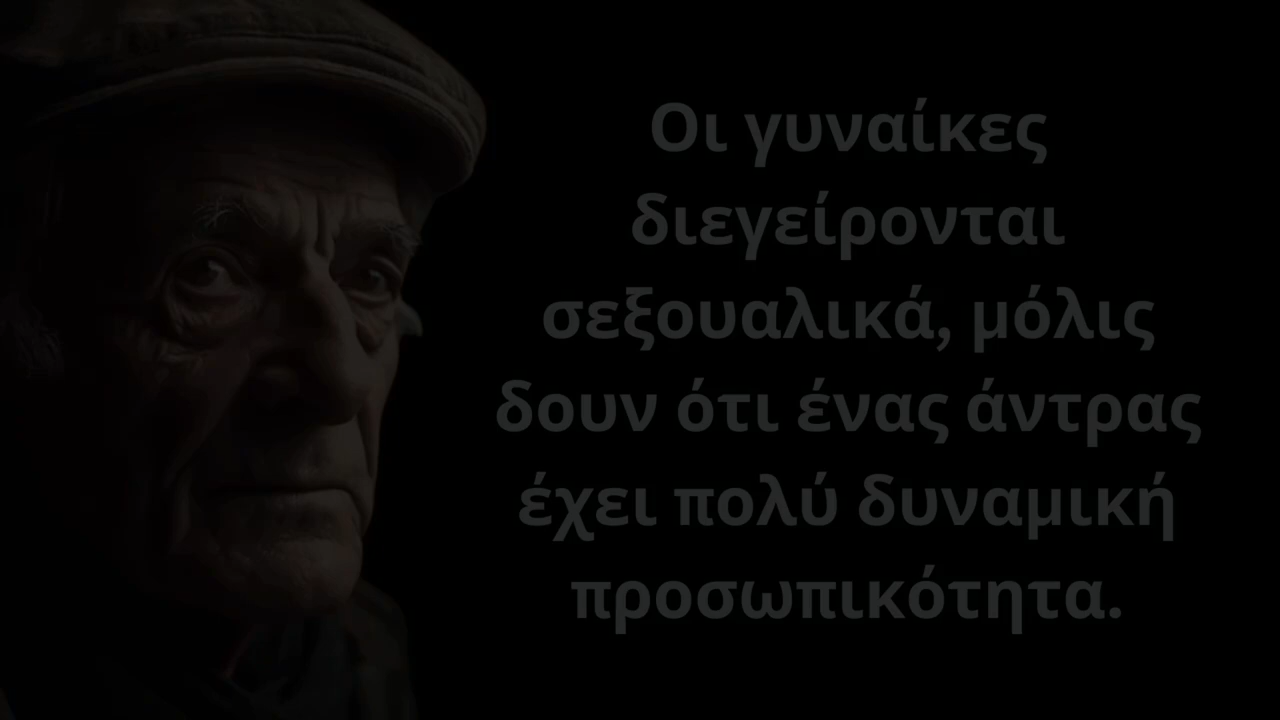 Οι γυναίκες
διεγείρονται
σεξουαλικά, μόλις
δουν ότι ένας άντρας
έχει πολύ δυναμική
προσωπικότητα.